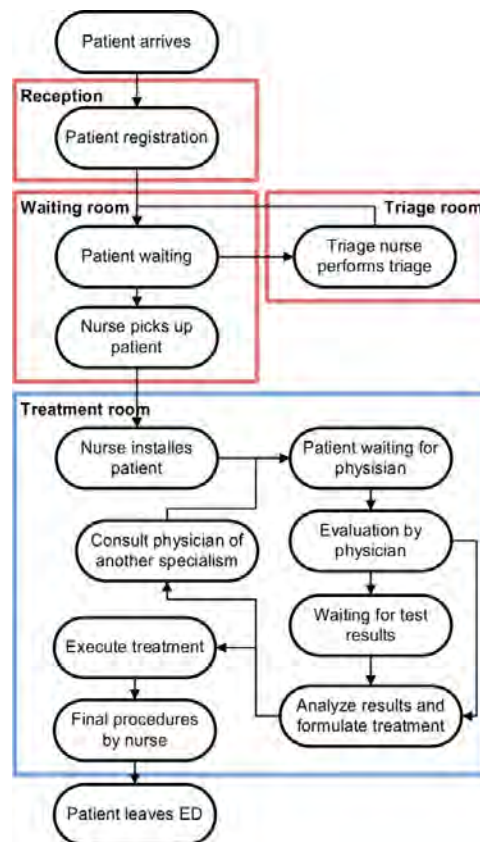 Patient arrives
Reception
Patient registration
Waiting room
Triage room
Patient waiting
Triage nurse
performs triage
Nurse picks up
patient
Treatment room
Nurse installes
patient
Patient waiting for
physisian
Consult physician of
another specialism
Evaluation by
physician
Waiting for test
results
Execute treatment
Analyze results and
formulate treatment
Final procedures
by nurse
Patient leaves ED